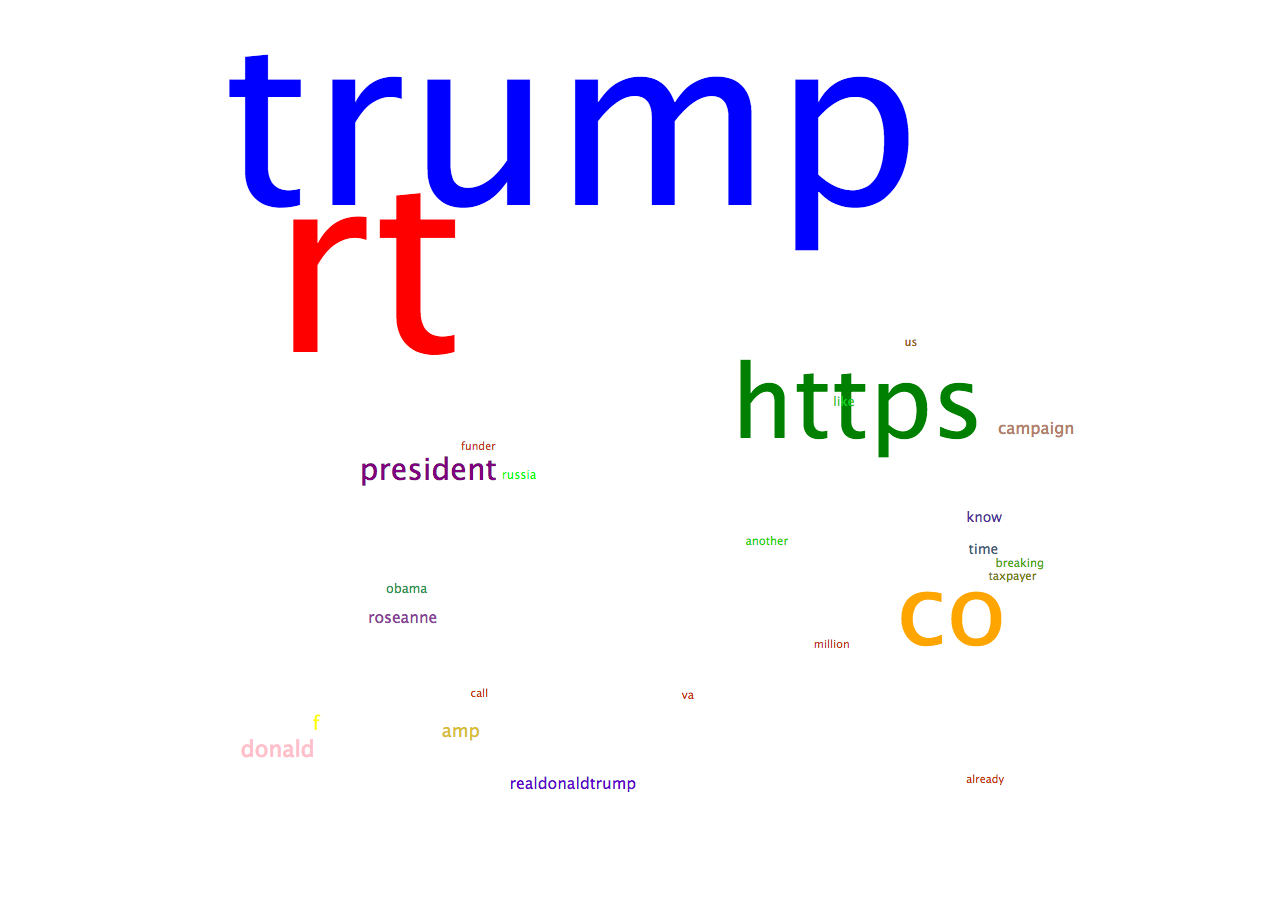 trump
rt
us
https
like
campaign
funder
president
russia
know
another
time
breaking
taxpayer
obama
roseanne
co
million
call
va
f
amp
donald
realdonaldtrump
already